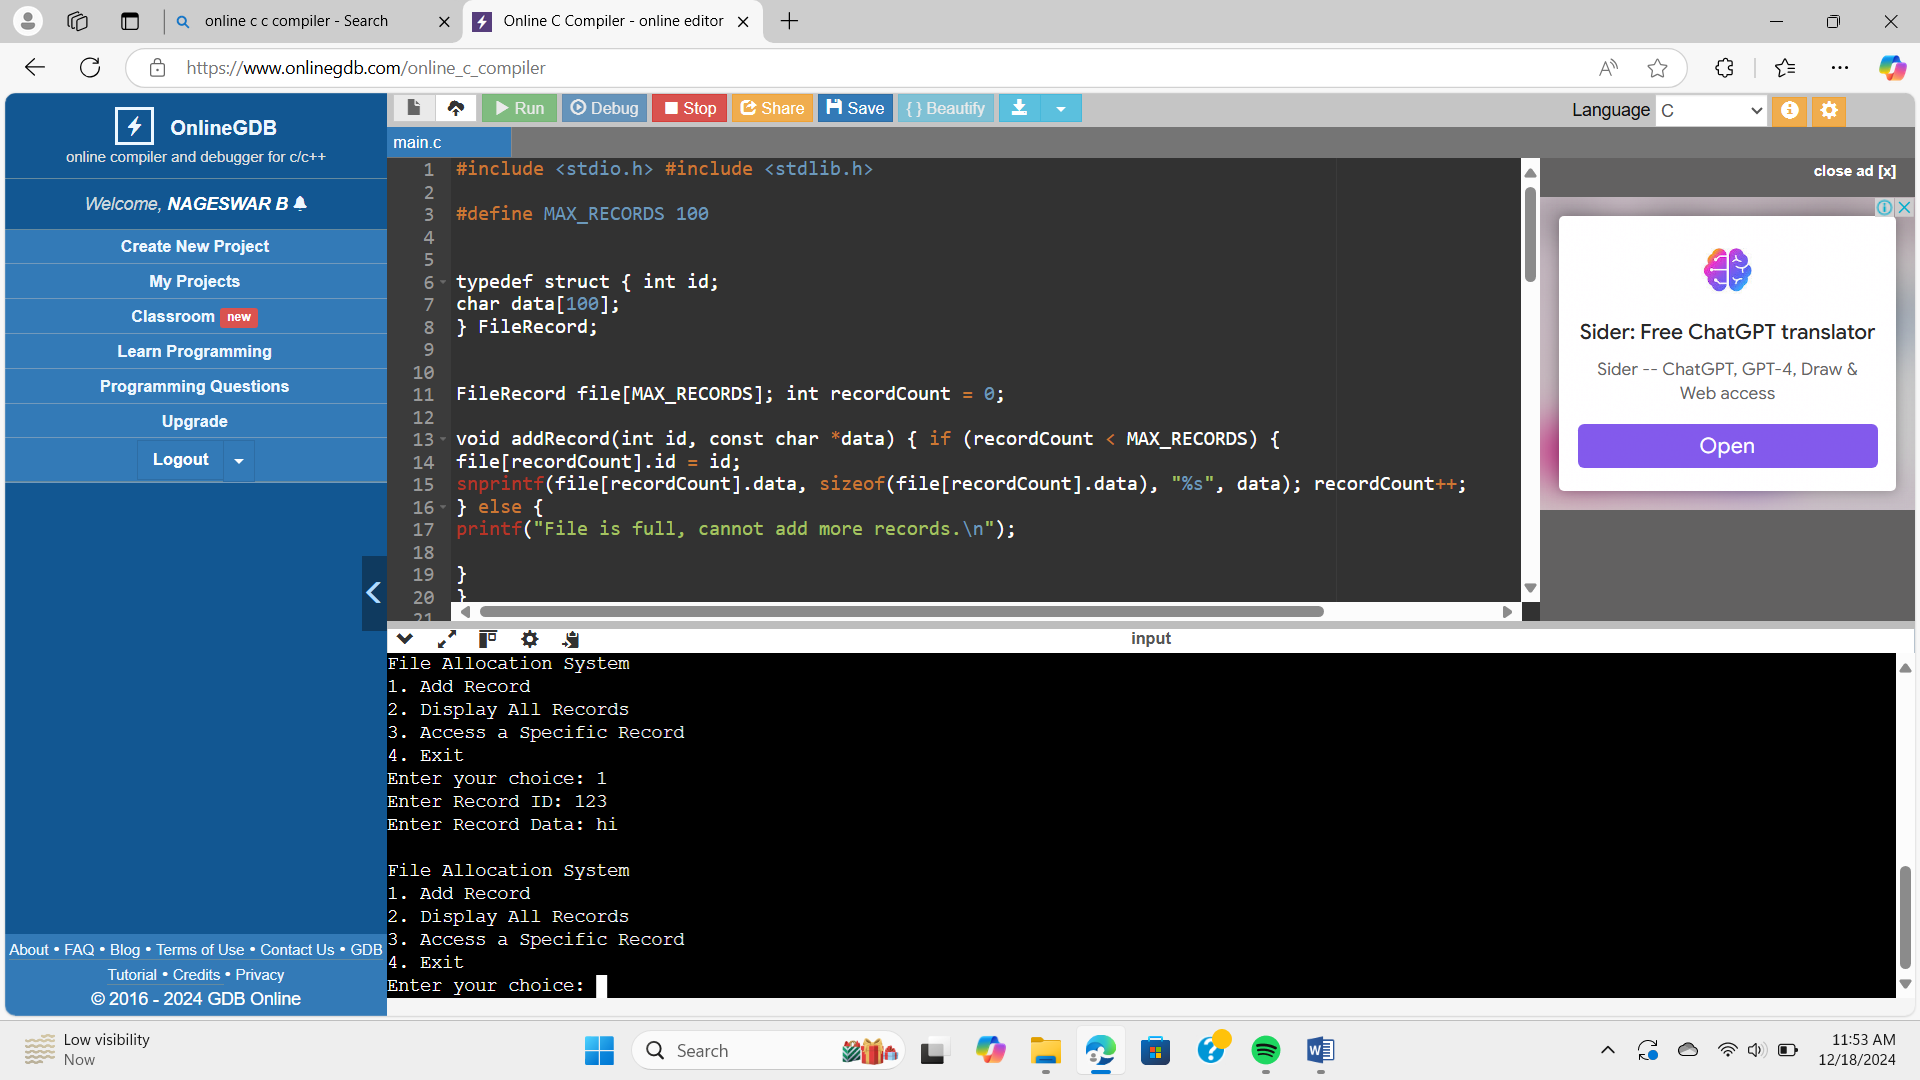 online c c compiler - Search
Online C Compiler - online editor
https://www.onlinegdb.com/online_c_compiler
OnlineGDB
online compiler and debugger for c/c++
Welcome, NAGESWAR B
Create New Project
My Projects
Classroom new
Learn Programming
Programming Questions
Upgrade
Logout
About • FAQ • Blog • Terms of Use • Contact Us • GDB
Tutorial • Credits • Privacy
© 2016 - 2024 GDB Online
Run Debug Stop Share Save { } Beautify
Language C
main.c
1 #include <stdio.h> #include <stdlib.h>
2
3 #define MAX_RECORDS 100
4
5
6 typedef struct { int id;
7 char data[100];
8 } FileRecord;
9
10
11 FileRecord file[MAX_RECORDS]; int recordCount = 0;
12
13 void addRecord(int id, const char *data) { if (recordCount < MAX_RECORDS) {
14 file[recordCount].id = id;
15 snprintf(file[recordCount].data, sizeof(file[recordCount].data), "%s", data); recordCount++;
16 } else {
17 printf("File is full, cannot add more records.\n");
18
19 }
20 }
21
close ad [x]
Sider: Free ChatGPT translator
Sider -- ChatGPT, GPT-4, Draw &
Web access
Open
input
File Allocation System
1. Add Record
2. Display All Records
3. Access a Specific Record
4. Exit
Enter your choice: 1
Enter Record ID: 123
Enter Record Data: hi
File Allocation System
1. Add Record
2. Display All Records
3. Access a Specific Record
4. Exit
Enter your choice:
Low visibility
Now
Search
11:53 AM
12/18/2024